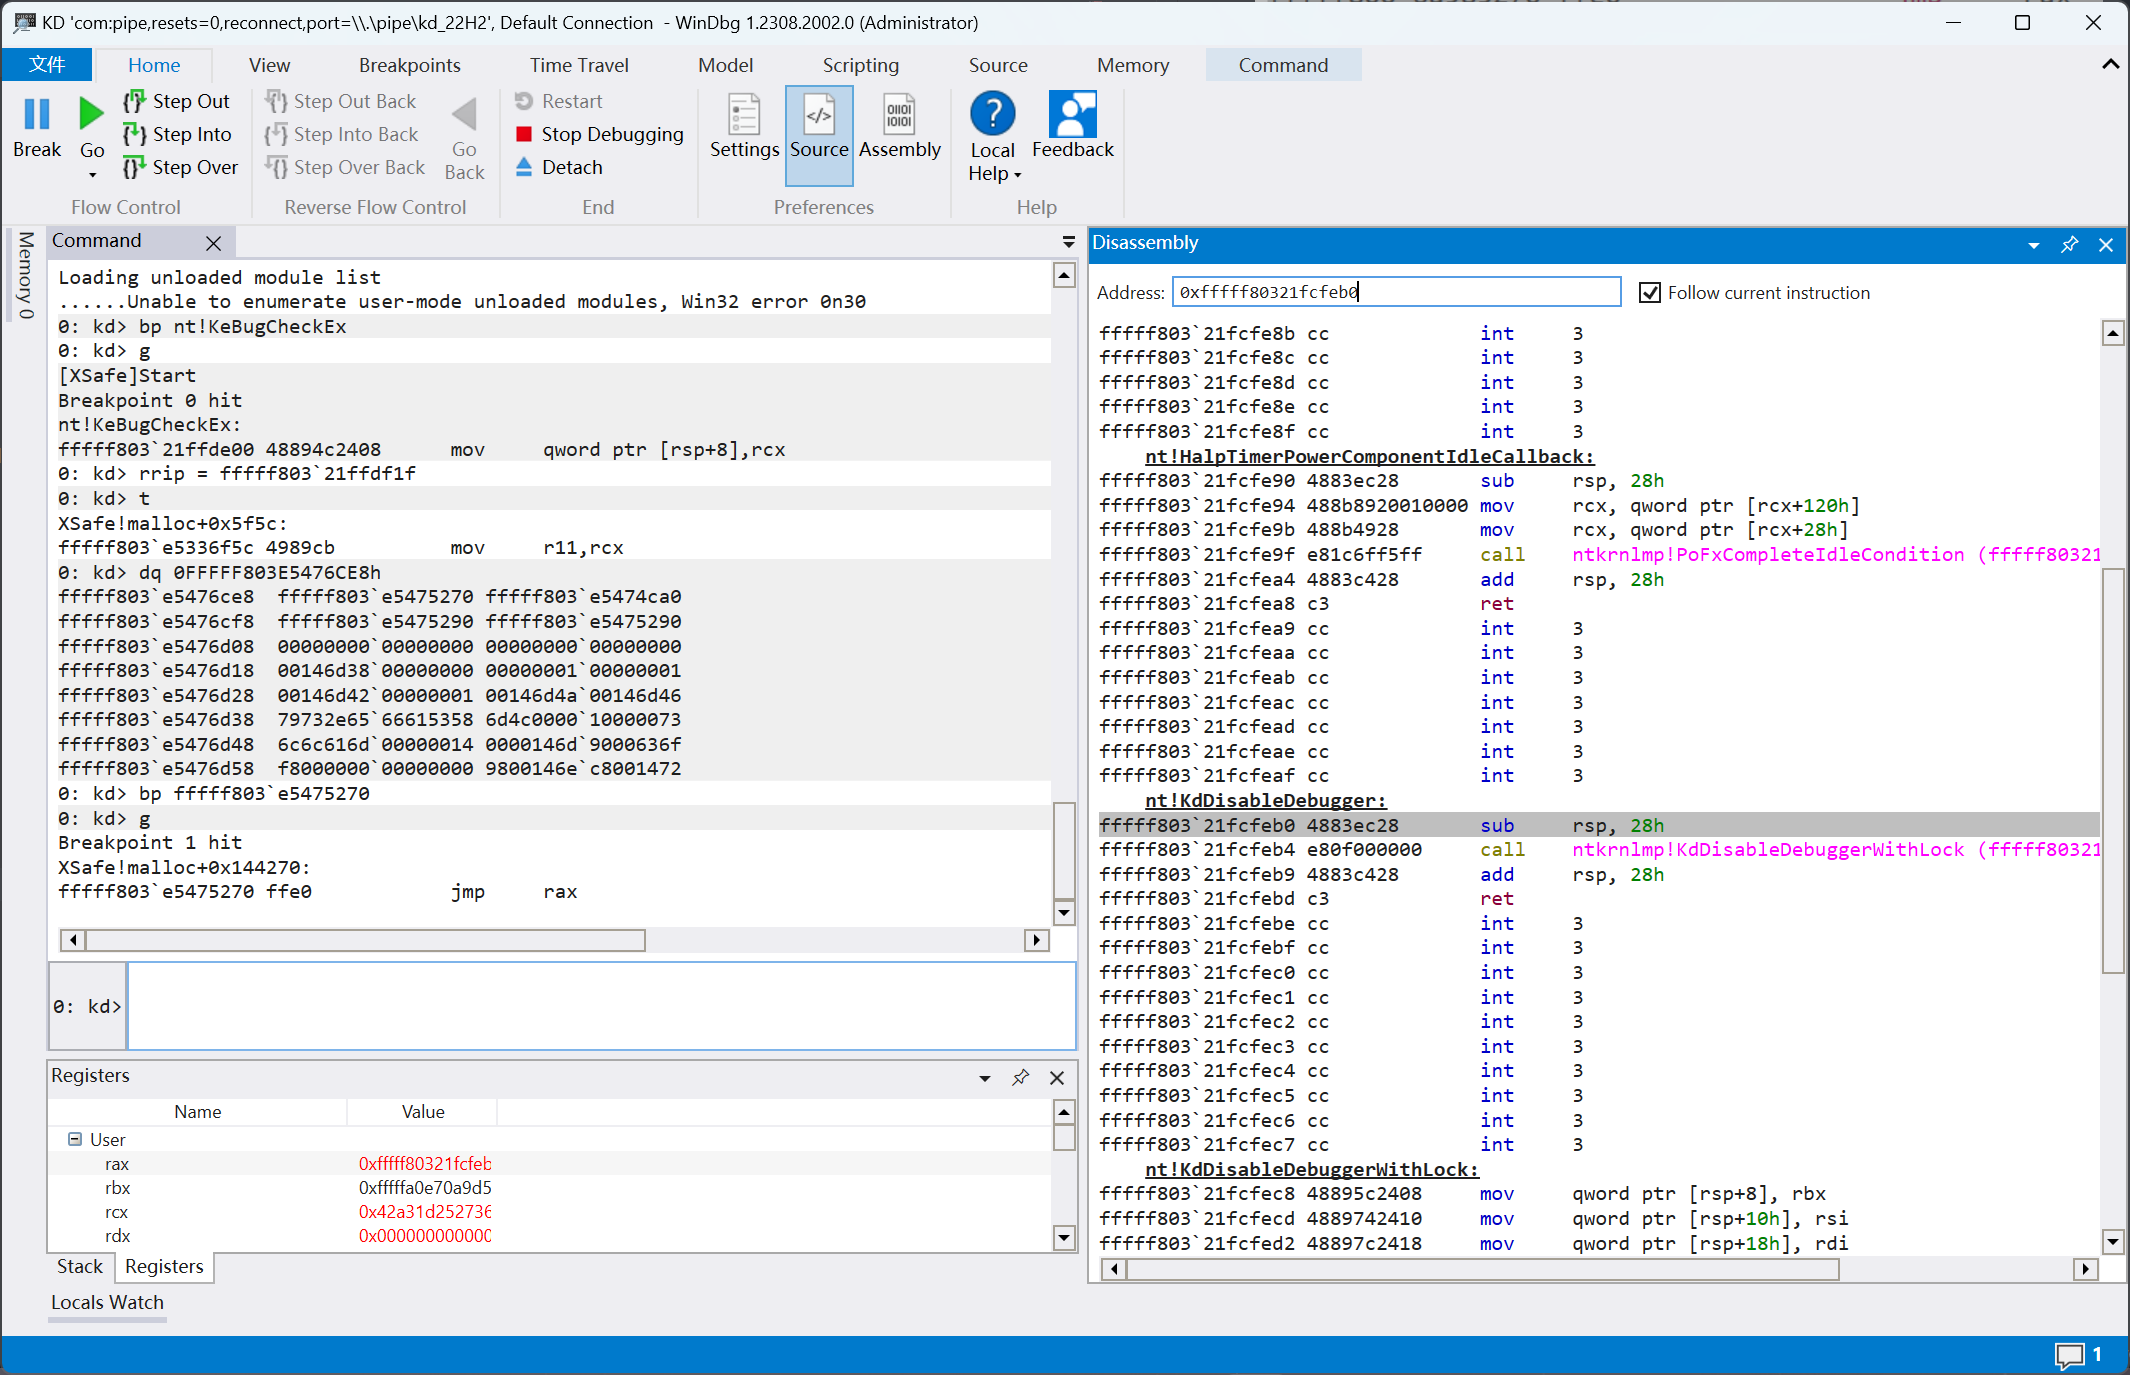 KD 'com:pipe,resets=0,reconnect,port=\\.\pipe\kd_22H2', Default Connection  - WinDbg 1.2308.2002.0 (Administrator)
文件 Home View Breakpoints Time Travel Model Scripting Source Memory Command
Break
Go
Step Out
Step Into
Step Over
Flow Control
Step Out Back
Step Into Back
Step Over Back
Go Back
Reverse Flow Control
Restart
Stop Debugging
Detach
End
Settings
Source
Assembly
Preferences
Local Help
Feedback
Help
Memory 0
Command
Loading unloaded module list
......Unable to enumerate user-mode unloaded modules, Win32 error 0n30
0: kd> bp nt!KeBugCheckEx
0: kd> g
[XSafe]Start
Breakpoint 0 hit
nt!KeBugCheckEx:
fffff803`21ffde00 48894c2408      mov     qword ptr [rsp+8],rcx
0: kd> rrip = fffff803`21ffdf1f
0: kd> t
XSafe!malloc+0x5f5c:
fffff803`e5336f5c 4989cb          mov     r11,rcx
0: kd> dq 0FFFFF803E5476CE8h
fffff803`e5476ce8  fffff803`e5475270 fffff803`e5474ca0
fffff803`e5476cf8  fffff803`e5475290 fffff803`e5475290
fffff803`e5476d08  00000000`00000000 00000000`00000000
fffff803`e5476d18  00146d38`00000000 00000001`00000001
fffff803`e5476d28  00146d42`00000001 00146d4a`00146d46
fffff803`e5476d38  79732e65`66615358 6d4c0000`10000073
fffff803`e5476d48  6c6c616d`00000014 0000146d`9000636f
fffff803`e5476d58  f8000000`00000000 9800146e`c8001472
0: kd> bp fffff803`e5475270
0: kd> g
Breakpoint 1 hit
XSafe!malloc+0x144270:
fffff803`e5475270 ffe0            jmp     rax
0: kd>
Registers
Name Value
User
rax 0xfffff80321fcfeb
rbx 0xfffffa0e70a9d5
rcx 0x42a31d252736
rdx 0x000000000000
Stack Registers
Locals Watch
Disassembly
Address: 0xfffff80321fcfeb0 Follow current instruction
fffff803`21fcfe8b cc             int     3
fffff803`21fcfe8c cc             int     3
fffff803`21fcfe8d cc             int     3
fffff803`21fcfe8e cc             int     3
fffff803`21fcfe8f cc             int     3
nt!HalpTimerPowerComponentIdleCallback:
fffff803`21fcfe90 4883ec28       sub     rsp, 28h
fffff803`21fcfe94 488b8920010000 mov     rcx, qword ptr [rcx+120h]
fffff803`21fcfe9b 488b4928       mov     rcx, qword ptr [rcx+28h]
fffff803`21fcfe9f e81c6ff5ff     call    ntkrnlmp!PoFxCompleteIdleCondition (fffff80321
fffff803`21fcfea4 4883c428       add     rsp, 28h
fffff803`21fcfea8 c3             ret
fffff803`21fcfea9 cc             int     3
fffff803`21fcfeaa cc             int     3
fffff803`21fcfeab cc             int     3
fffff803`21fcfeac cc             int     3
fffff803`21fcfead cc             int     3
fffff803`21fcfeae cc             int     3
fffff803`21fcfeaf cc             int     3
nt!KdDisableDebugger:
fffff803`21fcfeb0 4883ec28       sub     rsp, 28h
fffff803`21fcfeb4 e80f000000     call    ntkrnlmp!KdDisableDebuggerWithLock (fffff80321
fffff803`21fcfeb9 4883c428       add     rsp, 28h
fffff803`21fcfebd c3             ret
fffff803`21fcfebe cc             int     3
fffff803`21fcfebf cc             int     3
fffff803`21fcfec0 cc             int     3
fffff803`21fcfec1 cc             int     3
fffff803`21fcfec2 cc             int     3
fffff803`21fcfec3 cc             int     3
fffff803`21fcfec4 cc             int     3
fffff803`21fcfec5 cc             int     3
fffff803`21fcfec6 cc             int     3
fffff803`21fcfec7 cc             int     3
nt!KdDisableDebuggerWithLock:
fffff803`21fcfec8 48895c2408     mov     qword ptr [rsp+8], rbx
fffff803`21fcfecd 4889742410     mov     qword ptr [rsp+10h], rsi
fffff803`21fcfed2 48897c2418     mov     qword ptr [rsp+18h], rdi
1